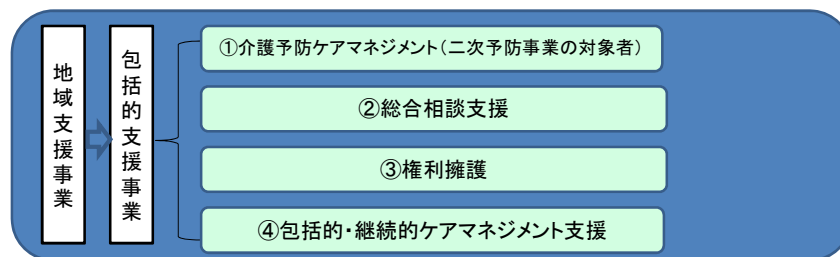 地域支援事業
包括的支援事業
①介護予防ケアマネジメント（二次予防事業の対象者）
②総合相談支援
③権利擁護
④包括的・継続的ケアマネジメント支援